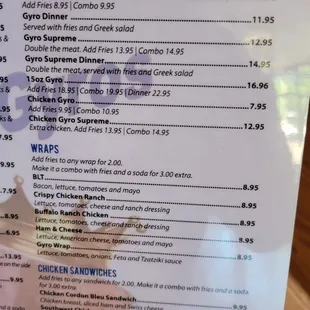 Add Fries 8.95 | Combo 9.95
Gyro Dinner 11.95
Served with fries and Greek salad
Gyro Supreme 12.95
Double the meat. Add Fries 13.95 | Combo 14.95
Gyro Supreme Dinner 14.95
Double the meat, served with fries and Greek salad
15oz Gyro 16.96
Add Fries 18.95 | Combo 19.95 | Dinner 22.95
Chicken Gyro 7.95
Add Fries 9.95 | Combo 10.95
Chicken Gyro Supreme 12.95
Extra chicken. Add Fries 13.95 | Combo 14.95
WRAPS
Add fries to any wrap for 2.00.
Make it a combo with fries and a soda for 3.00 extra.
BLT 8.95
Bacon, lettuce, tomatoes and mayo
Crispy Chicken Ranch 8.95
Lettuce, tomatoes, cheese and ranch dressing
Buffalo Ranch Chicken 8.95
Lettuce, tomatoes, cheese and ranch dressing
Ham & Cheese 8.95
Lettuce, American cheese, tomatoes and mayo
Gyro Wrap 8.95
Lettuce, tomatoes, onions, Feta and Tzatziki sauce
CHICKEN SANDWICHES
Add fries to any sandwich for 2.00. Make it a combo with fries and a soda
for 3.00 extra.
Chicken Cordon Bleu Sandwich 9.95
Chicken breast, sliced ham and Swiss cheese